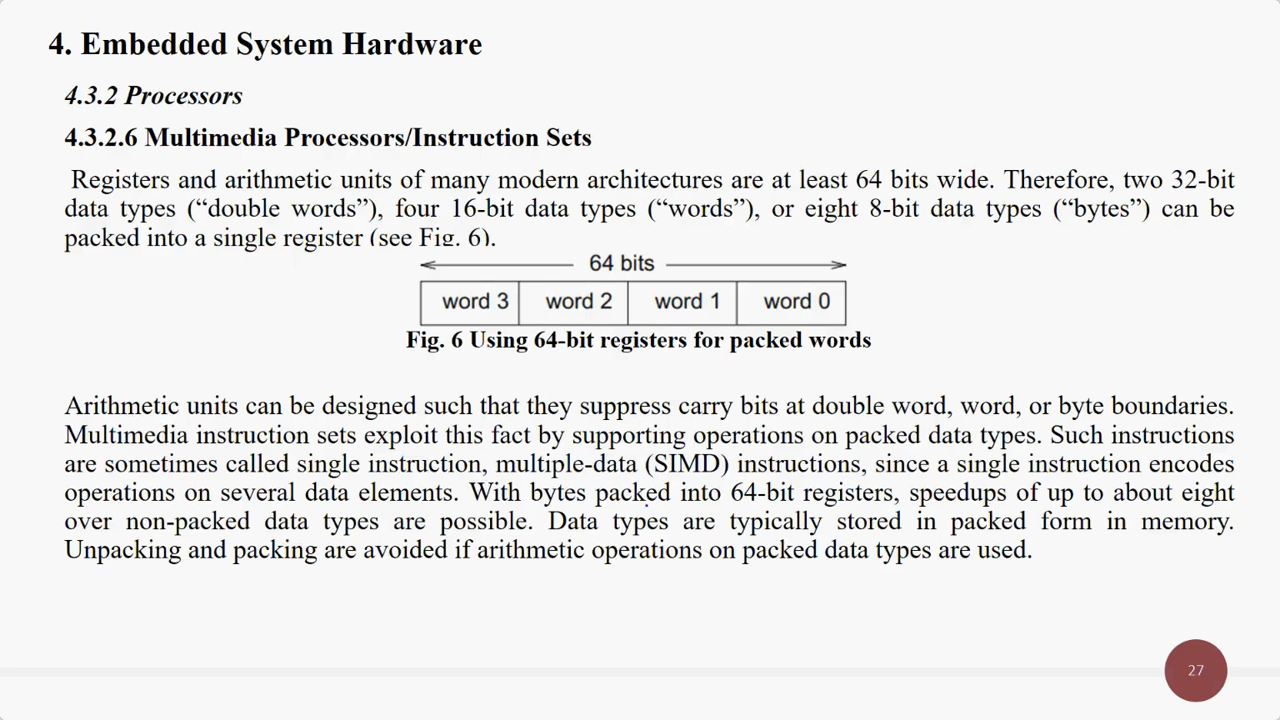 4. Embedded System Hardware
4.3.2 Processors
4.3.2.6 Multimedia Processors/Instruction Sets
Registers and arithmetic units of many modern architectures are at least 64 bits wide. Therefore, two 32-bit
data types (“double words”), four 16-bit data types (“words”), or eight 8-bit data types (“bytes”) can be
packed into a single register (see Fig. 6).
64 bits
word 3 word 2 word 1 word 0
Fig. 6 Using 64-bit registers for packed words
Arithmetic units can be designed such that they suppress carry bits at double word, word, or byte boundaries.
Multimedia instruction sets exploit this fact by supporting operations on packed data types. Such instructions
are sometimes called single instruction, multiple-data (SIMD) instructions, since a single instruction encodes
operations on several data elements. With bytes packed into 64-bit registers, speedups of up to about eight
over non-packed data types are possible. Data types are typically stored in packed form in memory.
Unpacking and packing are avoided if arithmetic operations on packed data types are used.
27